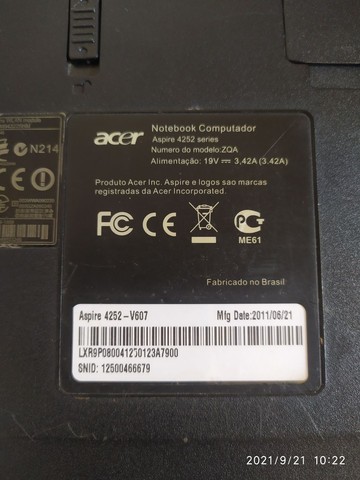 N214
acer
Notebook Computador
Aspire 4252 series
Numero do modelo:ZQA
Alimentação: 19V ⎓ 3,42A (3.42A)
Produto Acer Inc. Aspire e logos sao marcas
registradas da Acer Incorporated.
FC CE
ME61
Fabricado no Brasil
Aspire 4252-V607 Mfg Date:2011/06/21
LXR9P080041250123A7900
SNID: 12500466679
2021/9/21 10:22